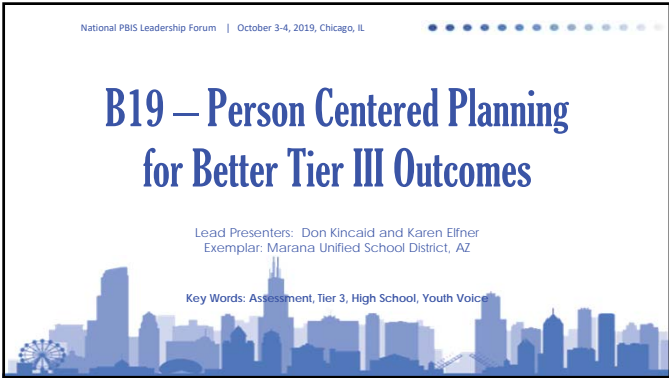 National PBIS Leadership Forum | October 3-4, 2019, Chicago, IL
B19 – Person Centered Planning
for Better Tier III Outcomes
Lead Presenters: Don Kincaid and Karen Elfner
Exemplar: Marana Unified School District, AZ
Key Words: Assessment, Tier 3, High School, Youth Voice